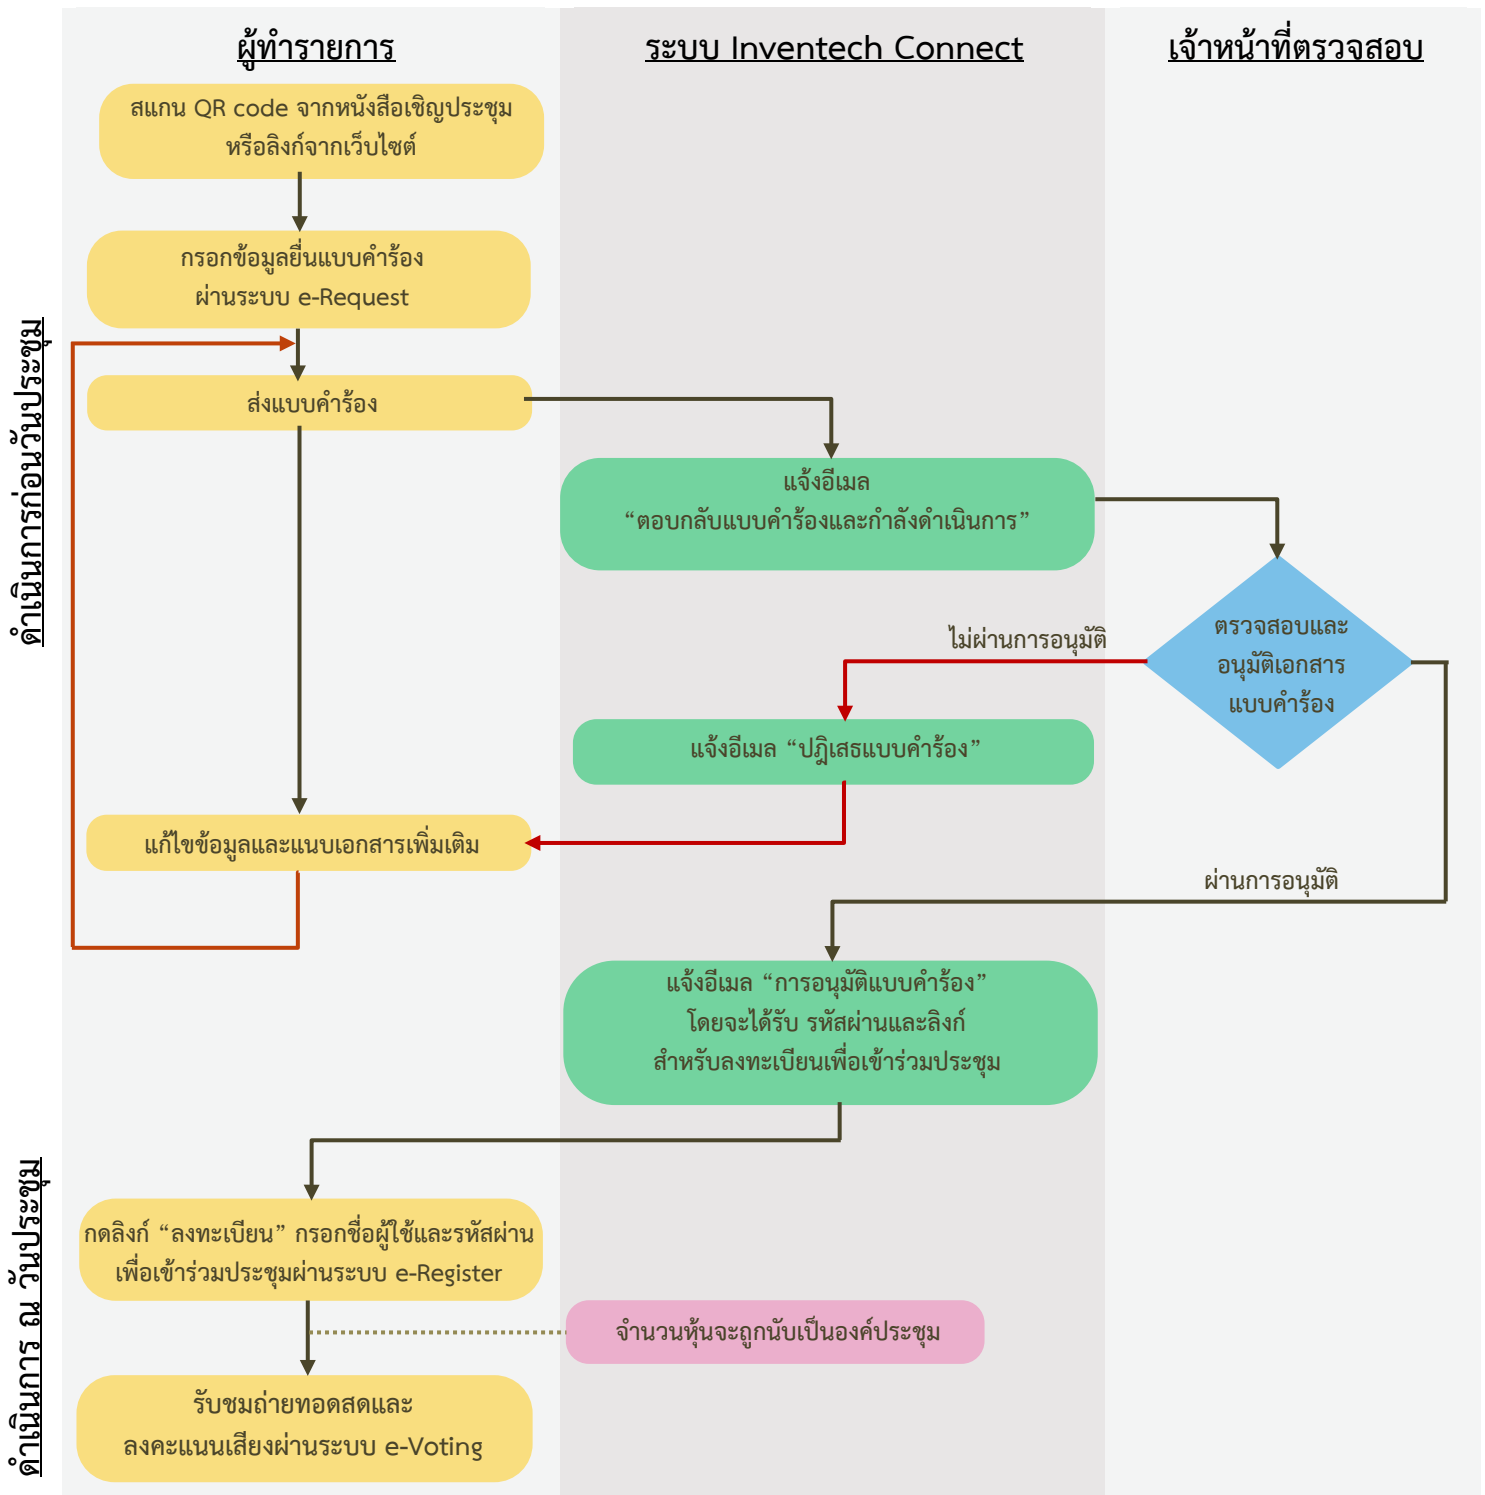 ผู้ทำรายการ
ระบบ Inventech Connect
เจ้าหน้าที่ตรวจสอบ
ดำเนินการก่อนวันประชุม
สแกน QR code จากหนังสือเชิญประชุม
หรือลิงก์จากเว็บไซต์
กรอกข้อมูลยื่นแบบคำร้อง
ผ่านระบบ e-Request
ส่งแบบคำร้อง
แจ้งอีเมล
“ตอบกลับแบบคำร้องและกำลังดำเนินการ”
ตรวจสอบและ
อนุมัติเอกสาร
แบบคำร้อง
ไม่ผ่านการอนุมัติ
แจ้งอีเมล “ปฎิเสธแบบคำร้อง”
แก้ไขข้อมูลและแนบเอกสารเพิ่มเติม
ผ่านการอนุมัติ
แจ้งอีเมล “การอนุมัติแบบคำร้อง”
โดยจะได้รับ รหัสผ่านและลิงก์
สำหรับลงทะเบียนเพื่อเข้าร่วมประชุม
ดำเนินการ ณ วันประชุม
กดลิงก์ “ลงทะเบียน” กรอกชื่อผู้ใช้และรหัสผ่าน
เพื่อเข้าร่วมประชุมผ่านระบบ e-Register
จำนวนหุ้นจะถูกนับเป็นองค์ประชุม
รับชมถ่ายทอดสดและ
ลงคะแนนเสียงผ่านระบบ e-Voting